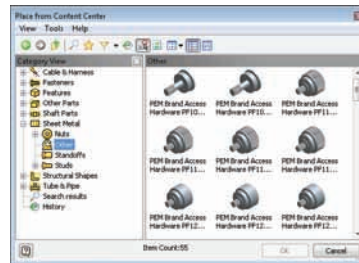 Place from Content Center
View Tools Help
Category View
Other
Cable & Harness
Fasteners
Features
Other Parts
Shaft Parts
Sheet Metal
Nuts
Other
Standoffs
Studs
Structural Shapes
Tube & Pipe
Search results
History
PEM Brand Access Hardware PF10...
PEM Brand Access Hardware PF10...
PEM Brand Access Hardware PF11...
PEM Brand Access Hardware PF11...
PEM Brand Access Hardware PF11...
PEM Brand Access Hardware PF11...
PEM Brand Access Hardware PF12...
PEM Brand Access Hardware PF12...
PEM Brand Access Hardware PF12...
Item Count:55
OK
Cancel